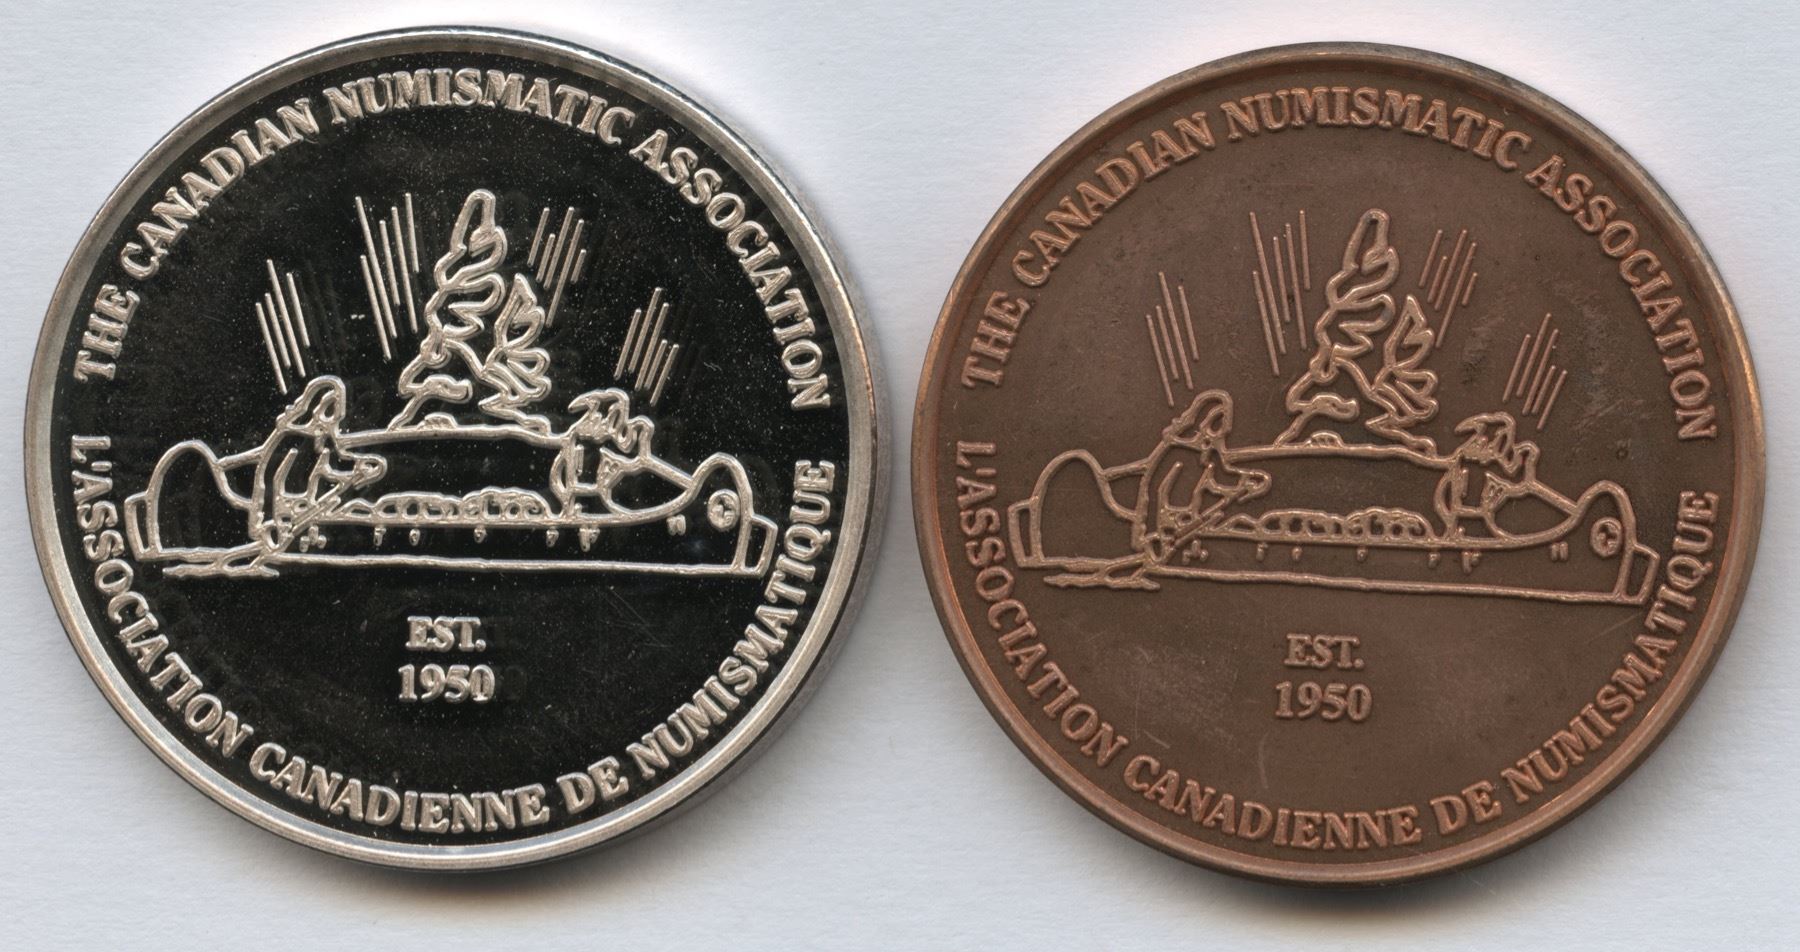 THE CANADIAN NUMISMATIC ASSOCIATION
L'ASSOCIATION CANADIENNE DE NUMISMATIQUE
EST.
1950
THE CANADIAN NUMISMATIC ASSOCIATION
L'ASSOCIATION CANADIENNE DE NUMISMATIQUE
EST.
1950